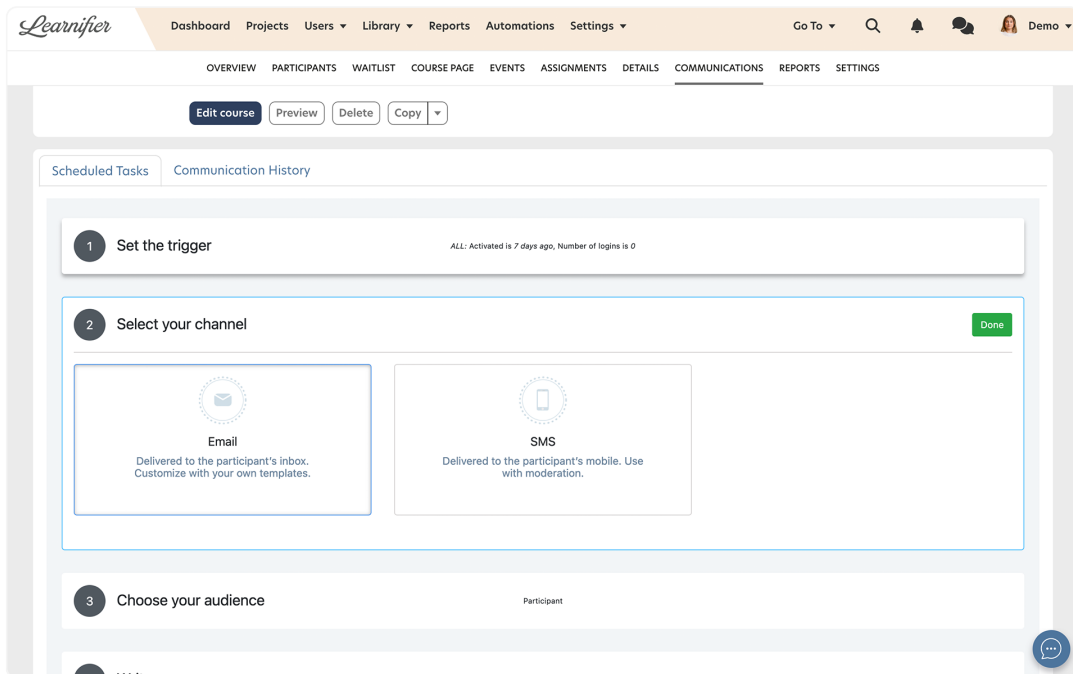 Learnifier
Dashboard Projects Users Library Reports Automations Settings Go To Demo
OVERVIEW PARTICIPANTS WAITLIST COURSE PAGE EVENTS ASSIGNMENTS DETAILS COMMUNICATIONS REPORTS SETTINGS
Edit course Preview Delete Copy
Scheduled Tasks Communication History
1 Set the trigger ALL: Activated is 7 days ago, Number of logins is 0
2 Select your channel Done
Email
Delivered to the participant's inbox.
Customize with your own templates.
SMS
Delivered to the participant's mobile. Use
with moderation.
3 Choose your audience Participant